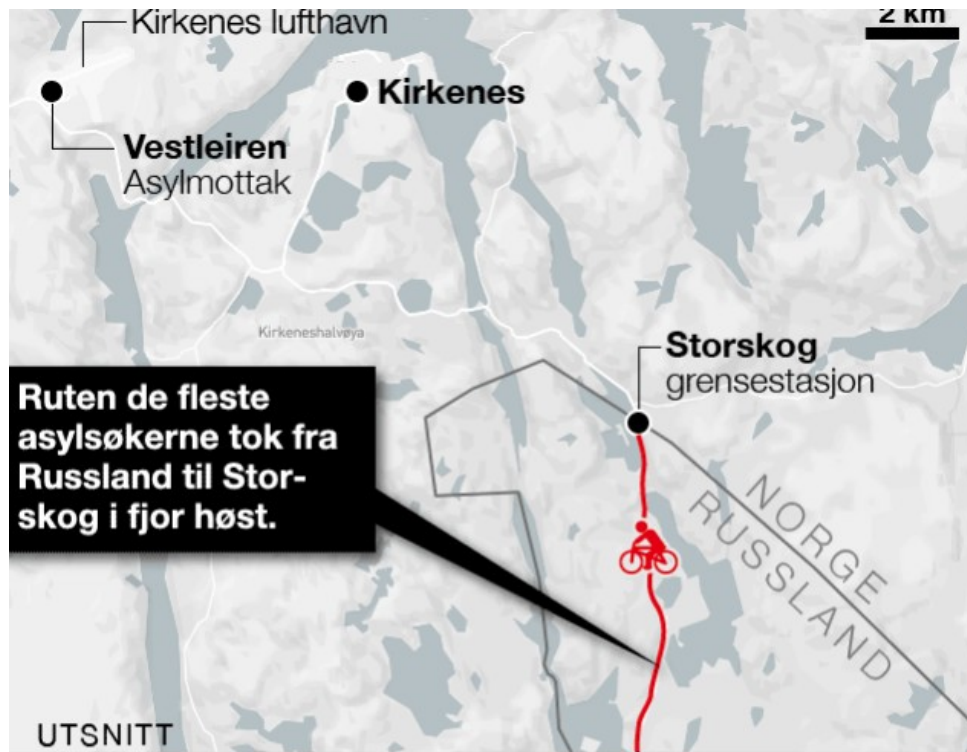 Kirkenes lufthavn
2 km
Kirkenes
Vestleiren
Asylmottak
Kirkeneshalvøya
Storskog
grensestasjon
Ruten de fleste
asylsøkerne tok fra
Russland til Stor-
skog i fjor høst.
NORGE
RUSSLAND
UTSNITT